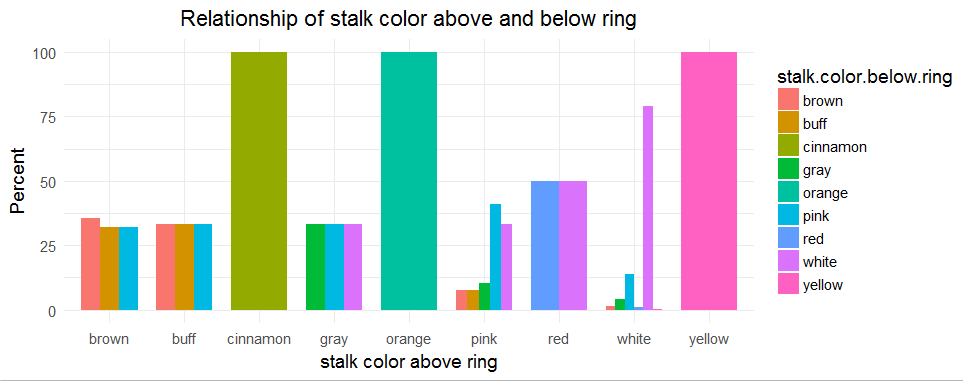 Relationship of stalk color above and below ring
Percent
100
75
50
25
0
brown buff cinnamon gray orange pink red white yellow
stalk color above ring
stalk.color.below.ring
brown
buff
cinnamon
gray
orange
pink
red
white
yellow